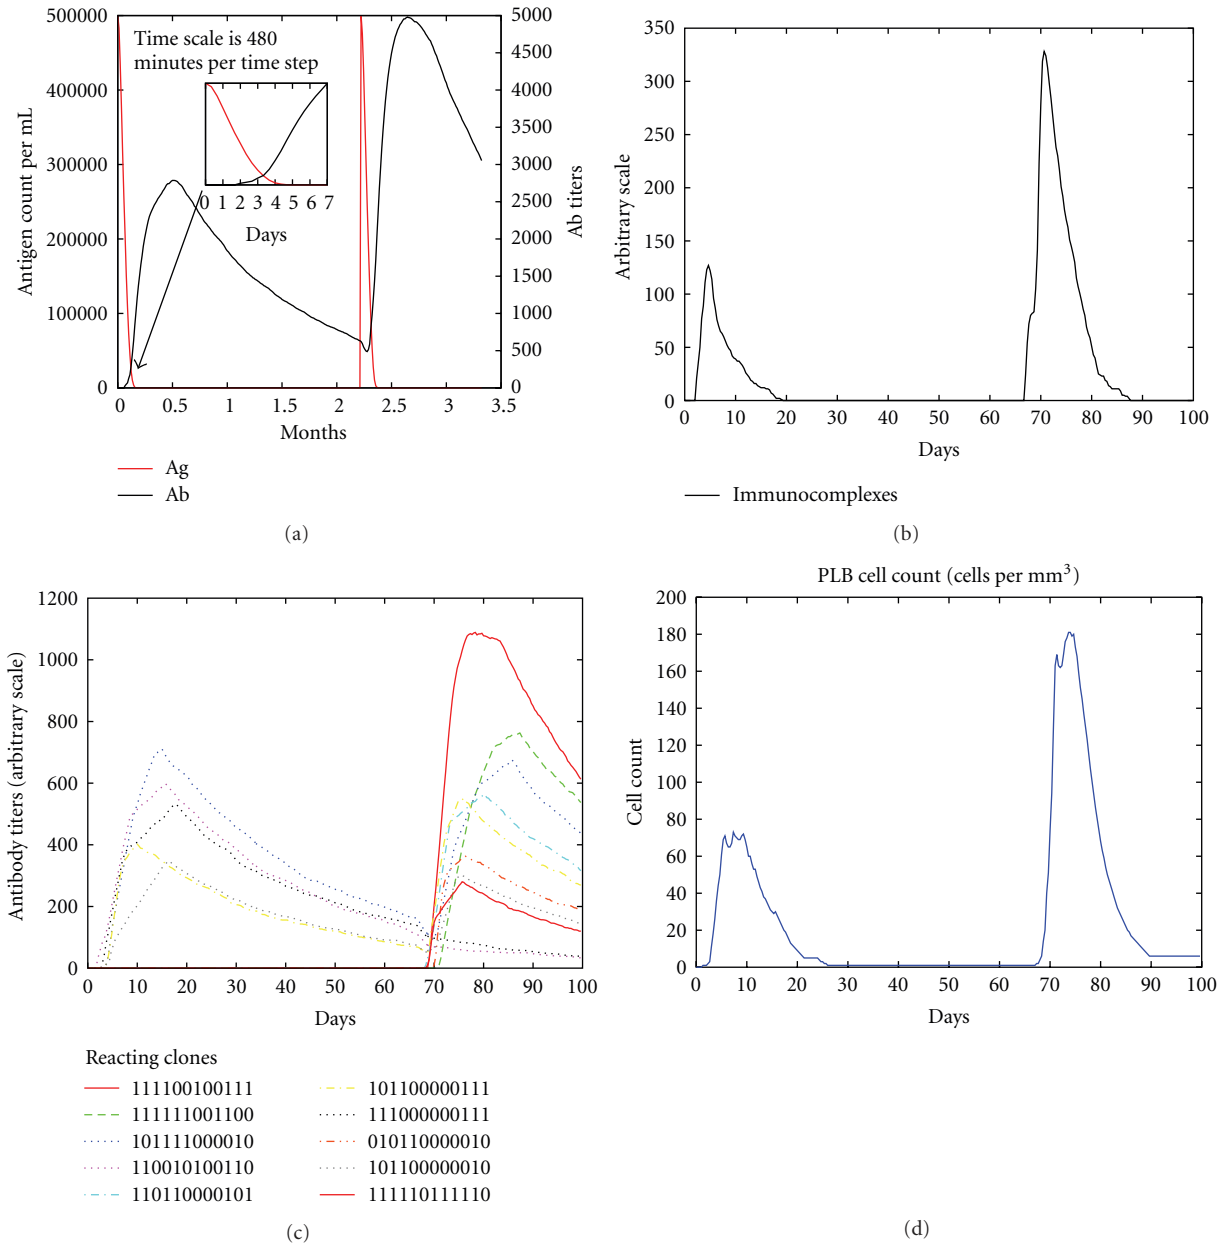 500000
400000
300000
200000
100000
0
Antigen count per mL
Time scale is 480
minutes per time step
0 1 2 3 4 5 6 7
Days
5000
4500
4000
3500
3000
2500
2000
1500
1000
500
0
Ab titers
0 0.5 1 1.5 2 2.5 3 3.5
Months
Ag
Ab
(a)
350
300
250
200
150
100
50
0
Arbitrary scale
0 10 20 30 40 50 60 70 80 90 100
Days
Immunocomplexes
(b)
1200
1000
800
600
400
200
0
Antibody titers (arbitrary scale)
0 10 20 30 40 50 60 70 80 90 100
Days
Reacting clones
111100100111
111111001100
101111000010
110010100110
110110000101
101100000111
111000000111
010110000010
101100000010
111110111110
(c)
PLB cell count (cells per mm³)
200
180
160
140
120
100
80
60
40
20
0
Cell count
0 10 20 30 40 50 60 70 80 90 100
Days
(d)